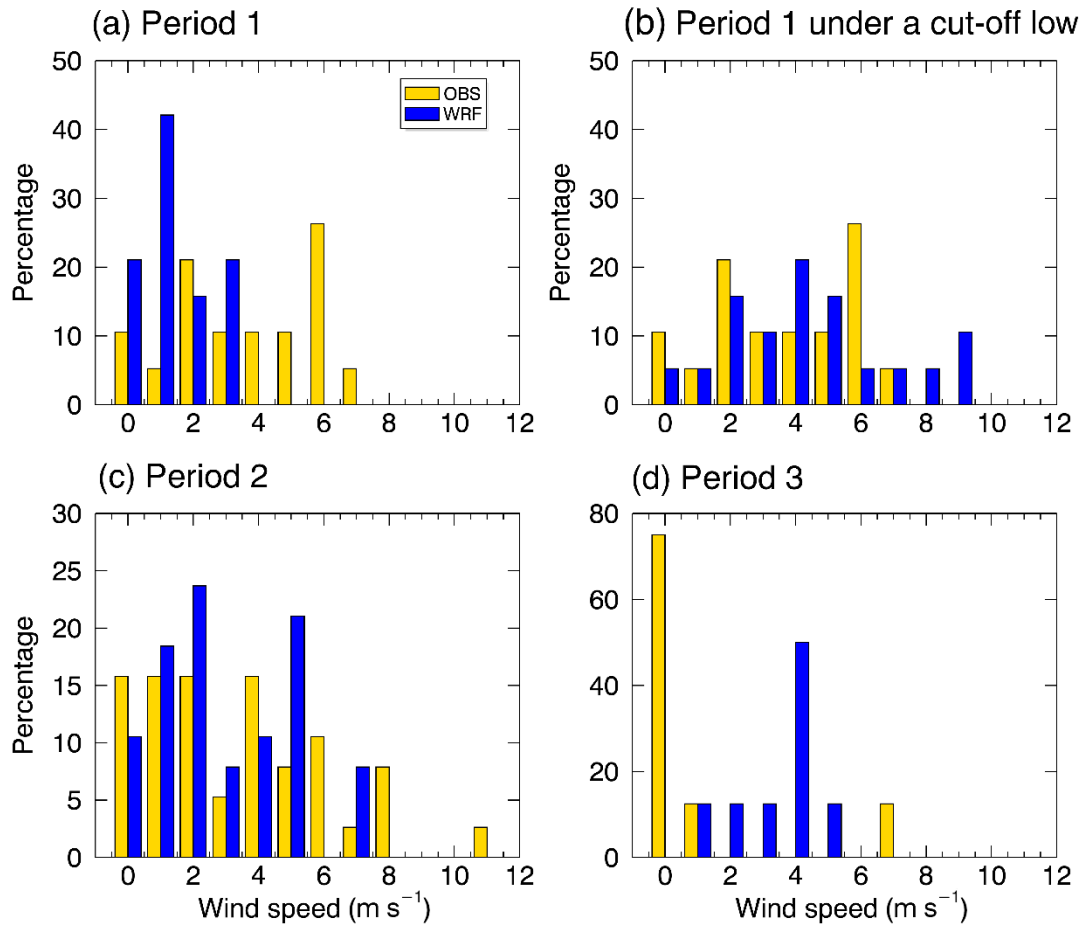 (a) Period 1
50
40
30
20
10
0
Percentage
OBS
WRF
0 2 4 6 8 10 12
(b) Period 1 under a cut-off low
50
40
30
20
10
0
Percentage
0 2 4 6 8 10 12
(c) Period 2
30
25
20
15
10
5
0
Percentage
0 2 4 6 8 10 12
Wind speed (m s⁻¹)
(d) Period 3
80
60
40
20
0
0 2 4 6 8 10 12
Wind speed (m s⁻¹)